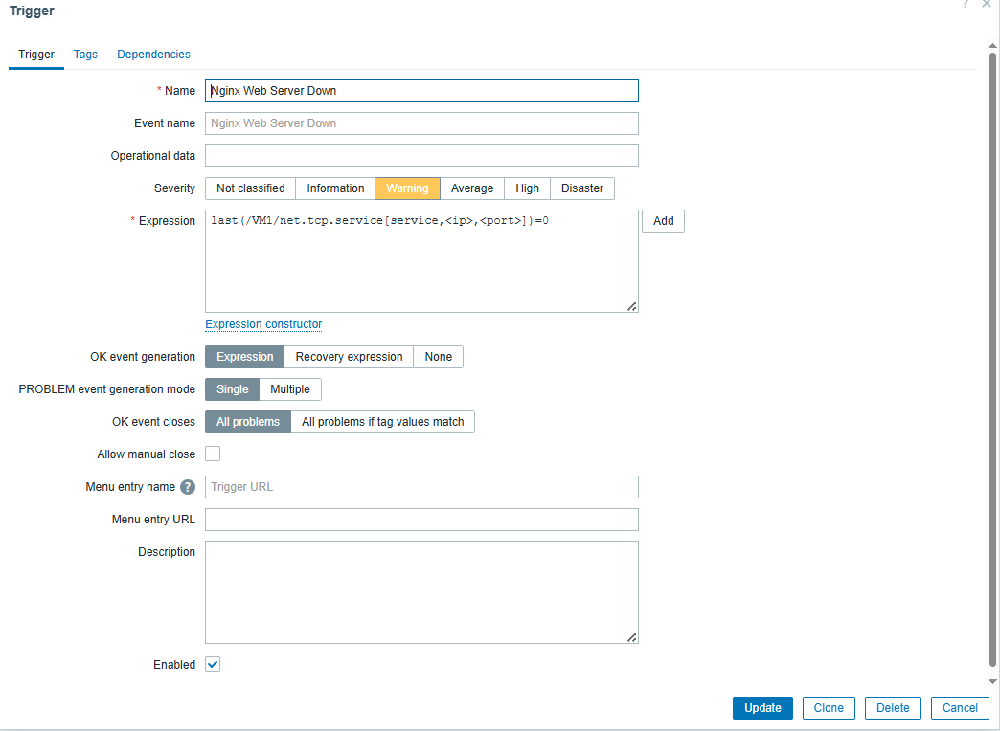 Trigger
? ×
Trigger Tags Dependencies
* Name Nginx Web Server Down
Event name Nginx Web Server Down
Operational data
Severity Not classified Information Warning Average High Disaster
* Expression last(/VM1/net.tcp.service[service,<ip>,<port>])=0 Add
Expression constructor
OK event generation Expression Recovery expression None
PROBLEM event generation mode Single Multiple
OK event closes All problems All problems if tag values match
Allow manual close
Menu entry name ? Trigger URL
Menu entry URL
Description
Enabled
Update Clone Delete Cancel